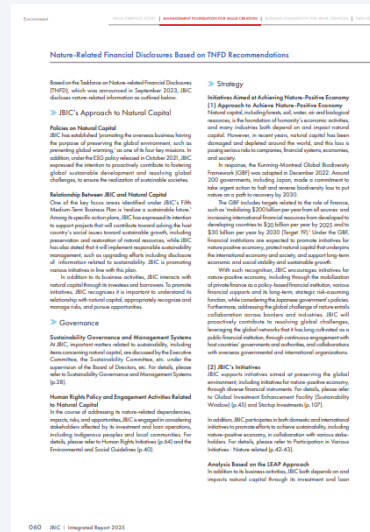 Environment
MANAGEMENT FOUNDATION FOR VALUE CREATION
Nature-Related Financial Disclosures Based on TNFD Recommendations
Based on the Taskforce on Nature-related Financial Disclosures
(TNFD), which was announced in September 2023, JBIC
discloses nature-related information as outlined below.
JBIC's Approach to Natural Capital
Policies on Natural Capital
JBIC has established "promoting the overseas business having
the purpose of preserving the global environment, such as
preventing global warming," as one of its four key missions. In
addition, under the ESG policy released in October 2021, JBIC
expressed the intention to proactively contribute to fostering
global sustainable development and resolving global
challenges, to ensure the realization of sustainable societies.
Relationship Between JBIC and Natural Capital
One of the key focus areas identified under JBIC's Fifth
Medium-Term Business Plan is 'realize a sustainable future.'
Among its specific action plans, JBIC has expressed its intention
to support projects that will contribute toward solving the host
country's social issues toward sustainable growth, including
preservation and restoration of natural resources, while JBIC
has also stated that it will implement responsible sustainability
management, such as upgrading efforts including disclosure
of information related to sustainability. JBIC is promoting
various initiatives in line with this plan.
In addition to its business activities, JBIC interacts with
natural capital through its investees and borrowers. To promote
initiatives, JBIC recognizes it is important to understand its
relationship with natural capital, appropriately recognize and
manage risks, and pursue opportunities.
Governance
Sustainability Governance and Management Systems
At JBIC, important matters related to sustainability, including
items concerning natural capital, are discussed by the Executive
Committee, the Sustainability Committee, etc. under the
supervision of the Board of Directors, etc. For details, please
refer to Sustainability Governance and Management Systems
(p.38).
Human Rights Policy and Engagement Activities Related
to Natural Capital
In the course of addressing its nature-related dependencies,
impacts, risks, and opportunities, JBIC is engaged in considering
stakeholders affected by its investment and loan operations,
including indigenous peoples and local communities. For
details, please refer to Human Rights Initiatives (p.64) and the
Environmental and Social Guidelines (p.40).
Strategy
Initiatives Aimed at Achieving Nature-Positive Economy
(1) Approach to Achieve Nature-Positive Economy
Natural capital, including forests, soil, water, air and biological
resources, is the foundation of humanity's economic activities,
and many industries both depend on and impact natural
capital. However, in recent years, natural capital has been
damaged and depleted around the world, and this is a
posing serious risks to companies, financial systems, economies,
and society.
In response, the Kunming-Montreal Global Biodiversity
Framework (GBF) was adopted in December 2022. Around
200 governments, including Japan, made a commitment to
take urgent action to halt and reverse biodiversity loss to put
nature on a path to recovery by 2030.
The GBF includes targets related to the role of finance,
such as 'mobilizing $200 billion per year from all sources and
increasing international financial resources from developed to
developing countries to $20 billion per year by 2025 and to
$30 billion per year by 2030 (Target 19).' Under the GBF,
financial institutions are expected to promote initiatives for
nature-positive economy, protect natural capital that underpins
the international economy and society, and support long-term
economic and social stability and sustainable growth.
With such recognition, JBIC encourages initiatives for
nature-positive economy, including through the mobilization
of private finance as a policy-based financial institution, various
financial supports and its long-term, strategic risk-assuming
function, while considering the Japanese government's policies.
Furthermore, addressing the global challenge of nature entails
collaboration across borders and industries. JBIC will
proactively contribute to resolving global challenges,
leveraging the global networks that it has long cultivated as a
public financial institution, through continuous engagement with
host countries' governments and authorities, and collaborations
with overseas governmental and international organizations.
(2) JBIC's Initiatives
JBIC supports initiatives aimed at preserving the global
environment, including initiatives for nature-positive economy,
through diverse financial instruments. For details, please refer
to Global Investment Enhancement Facility (Sustainability
Window) (p.45) and Startup Investments (p. 107).
In addition, JBIC participates in both domestic and international
initiatives to promote efforts to achieve sustainability, including
nature-positive economy, in collaboration with various stake-
holders. For details, please refer to Participation in Various
Initiatives : Nature related (p.42-43).
Analysis Based on the LEAP Approach
In addition to its business activities, JBIC both depends on and
impacts natural capital through its investment and loan
060 JBIC | Integrated Report 2025